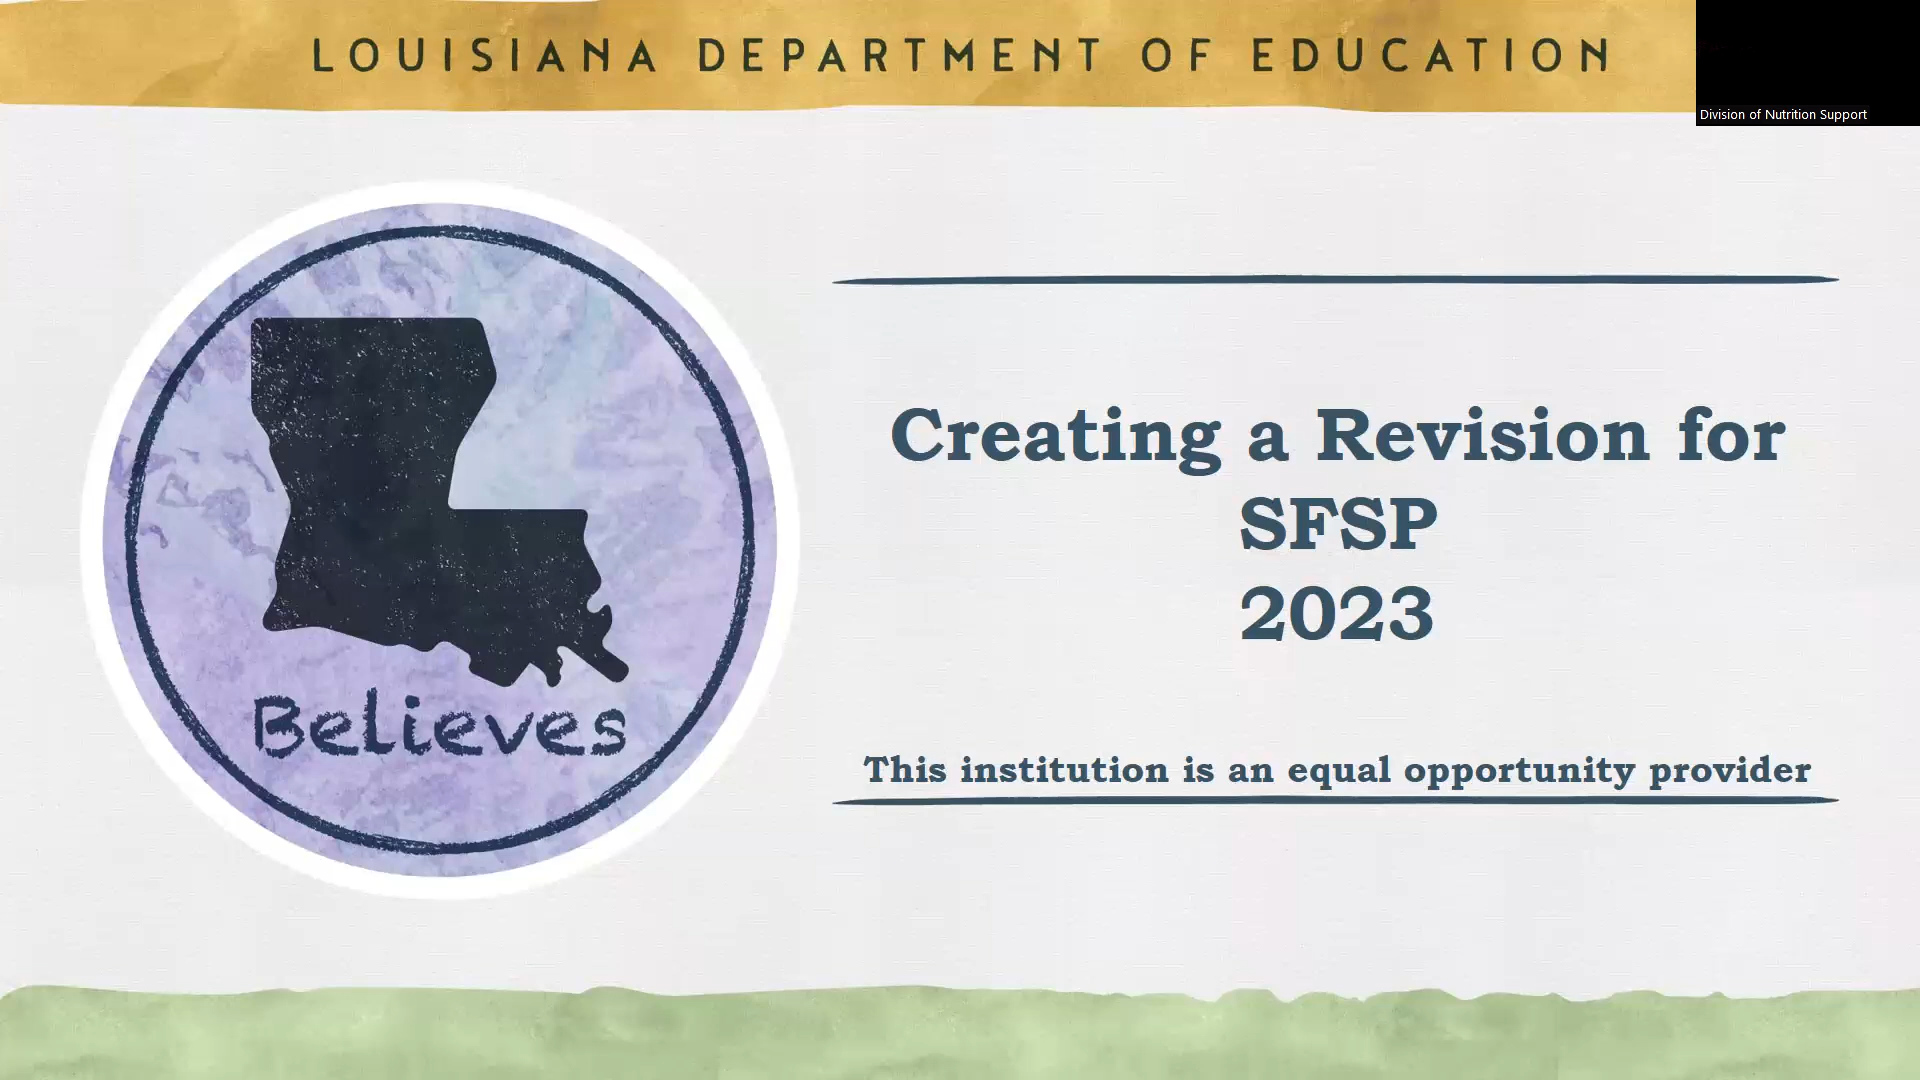 LOUISIANA DEPARTMENT OF EDUCATION
Division of Nutrition Support
Creating a Revision for
SFSP
2023
Believes
This institution is an equal opportunity provider